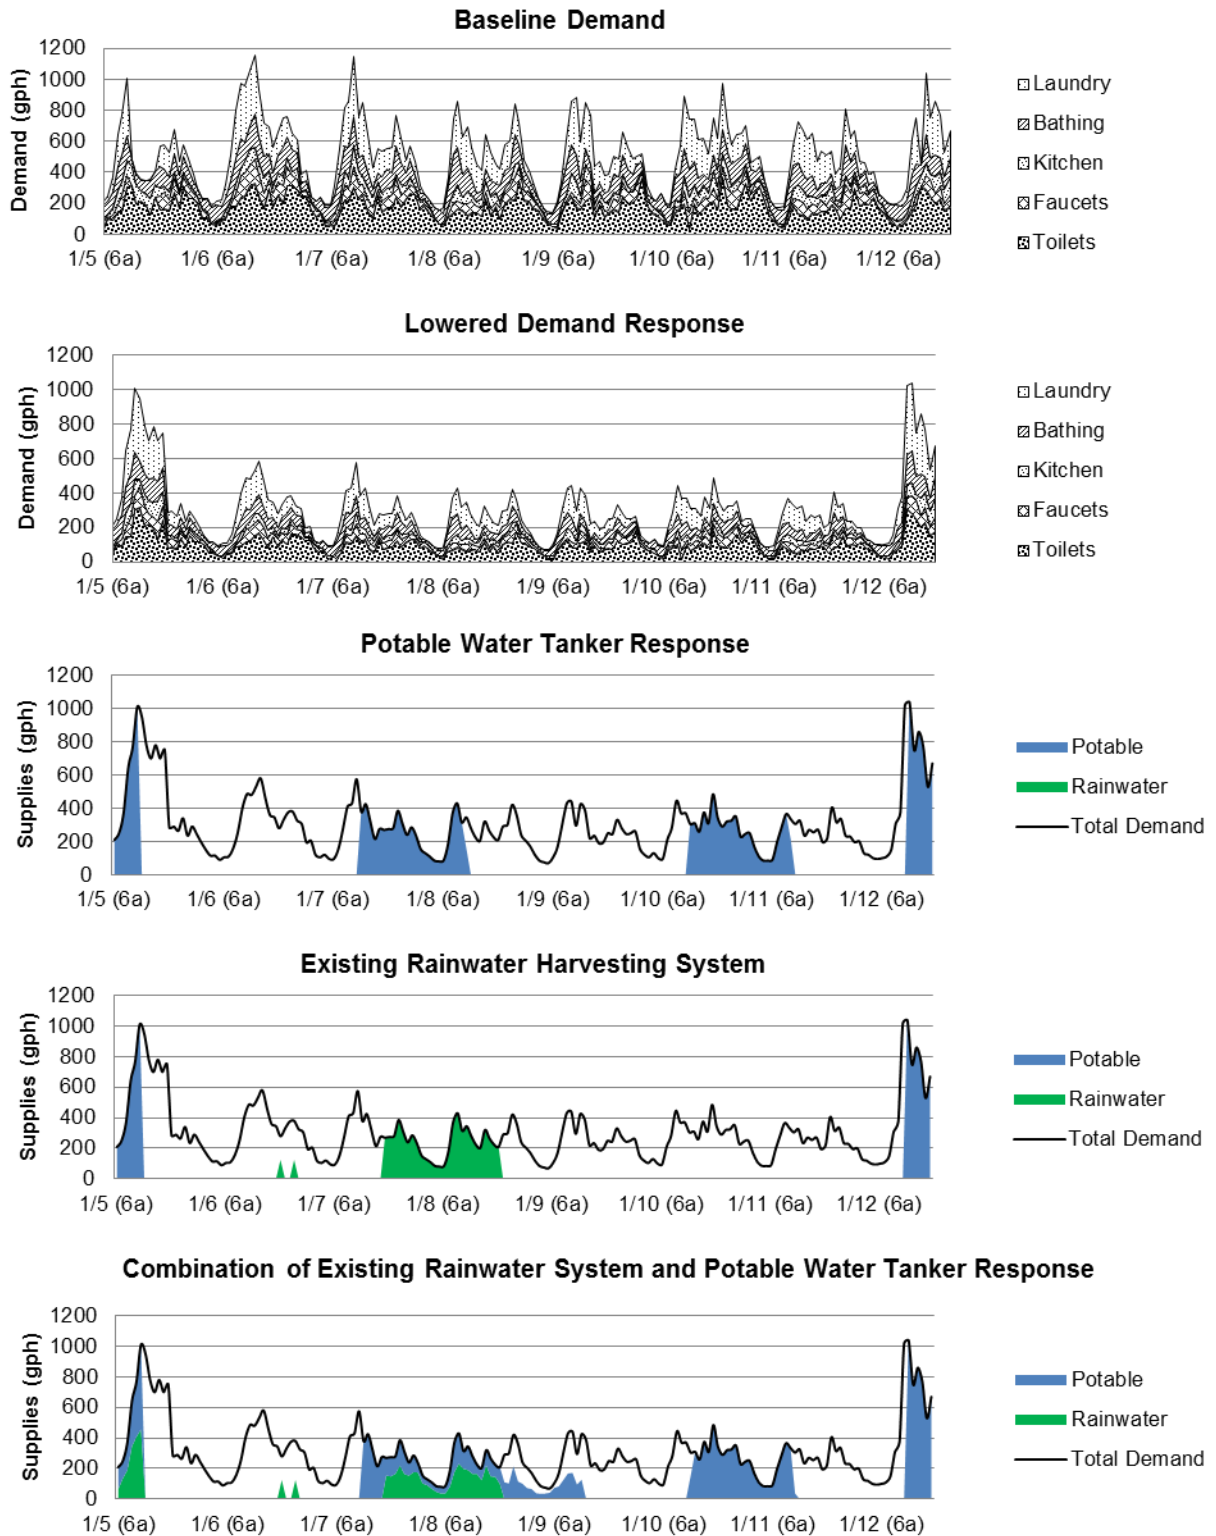 Baseline Demand
1200
1000
800
600
400
200
0
Demand (gph)
1/5 (6a) 1/6 (6a) 1/7 (6a) 1/8 (6a) 1/9 (6a) 1/10 (6a) 1/11 (6a) 1/12 (6a)
Laundry
Bathing
Kitchen
Faucets
Toilets
Lowered Demand Response
1200
1000
800
600
400
200
0
Demand (gph)
1/5 (6a) 1/6 (6a) 1/7 (6a) 1/8 (6a) 1/9 (6a) 1/10 (6a) 1/11 (6a) 1/12 (6a)
Laundry
Bathing
Kitchen
Faucets
Toilets
Potable Water Tanker Response
1200
1000
800
600
400
200
0
Supplies (gph)
1/5 (6a) 1/6 (6a) 1/7 (6a) 1/8 (6a) 1/9 (6a) 1/10 (6a) 1/11 (6a) 1/12 (6a)
Potable
Rainwater
Total Demand
Existing Rainwater Harvesting System
1200
1000
800
600
400
200
0
Supplies (gph)
1/5 (6a) 1/6 (6a) 1/7 (6a) 1/8 (6a) 1/9 (6a) 1/10 (6a) 1/11 (6a) 1/12 (6a)
Potable
Rainwater
Total Demand
Combination of Existing Rainwater System and Potable Water Tanker Response
1200
1000
800
600
400
200
0
Supplies (gph)
1/5 (6a) 1/6 (6a) 1/7 (6a) 1/8 (6a) 1/9 (6a) 1/10 (6a) 1/11 (6a) 1/12 (6a)
Potable
Rainwater
Total Demand